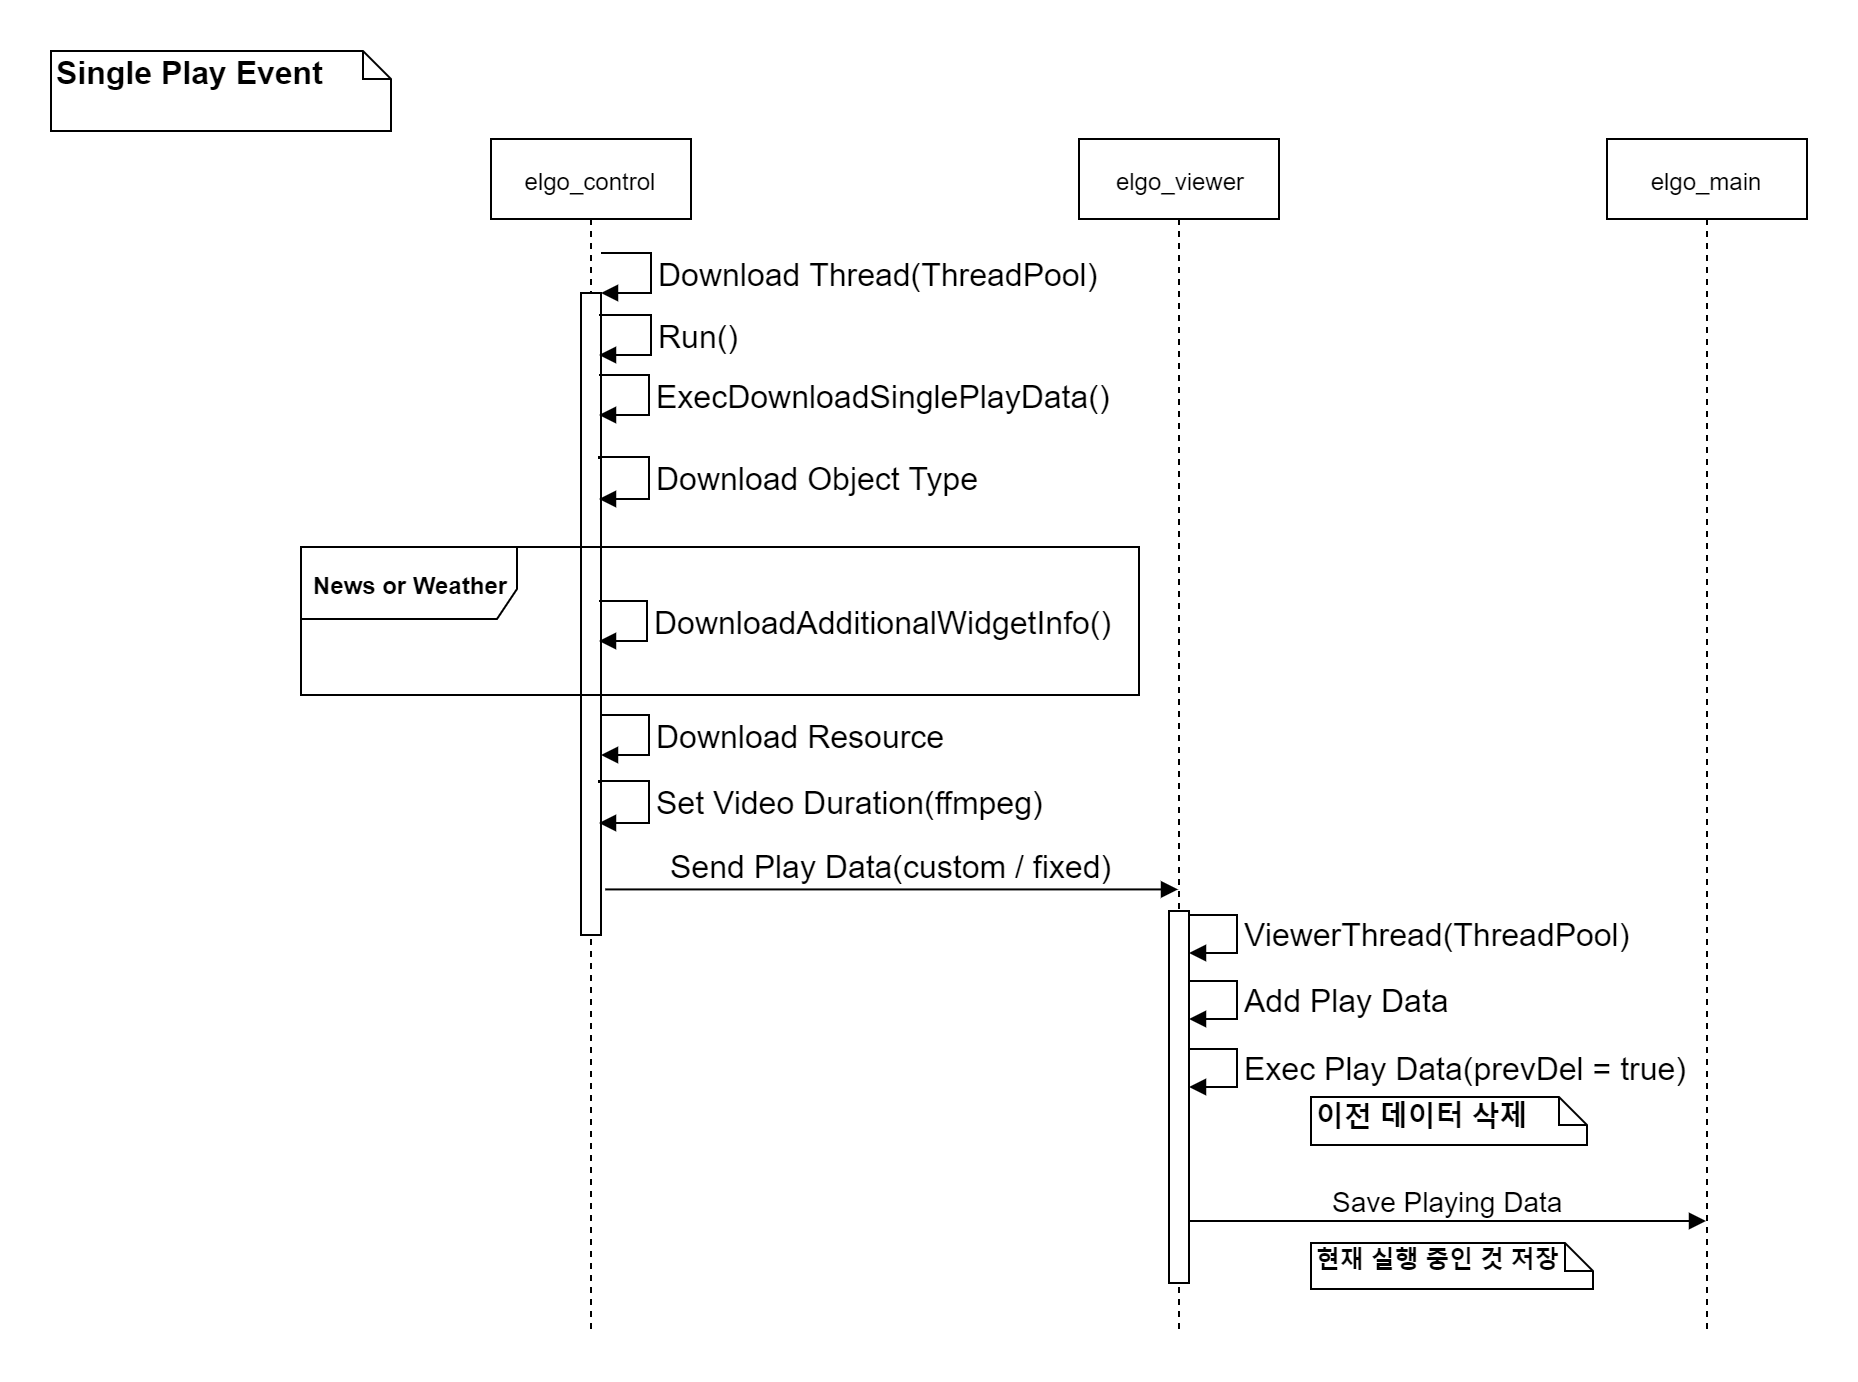 Single Play Event
elgo_control
elgo_viewer
elgo_main
Download Thread(ThreadPool)
Run()
ExecDownloadSinglePlayData()
Download Object Type
News or Weather
DownloadAdditionalWidgetInfo()
Download Resource
Set Video Duration(ffmpeg)
Send Play Data(custom / fixed)
ViewerThread(ThreadPool)
Add Play Data
Exec Play Data(prevDel = true)
이전 데이터 삭제
Save Playing Data
현재 실행 중인 것 저장